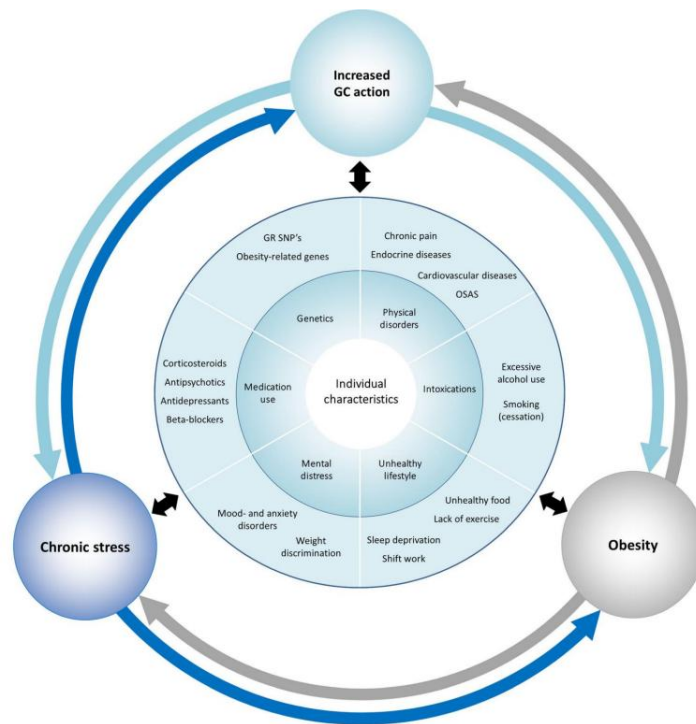 Increased
GC action
GR SNP's
Obesity-related genes
Chronic pain
Endocrine diseases
Cardiovascular diseases
OSAS
Genetics
Physical
disorders
Corticosteroids
Antipsychotics
Antidepressants
Beta-blockers
Medication
use
Individual
characteristics
Intoxications
Excessive
alcohol use
Smoking
(cessation)
Mental
distress
Unhealthy
lifestyle
Mood- and anxiety
disorders
Weight
discrimination
Unhealthy food
Lack of exercise
Sleep deprivation
Shift work
Chronic stress
Obesity